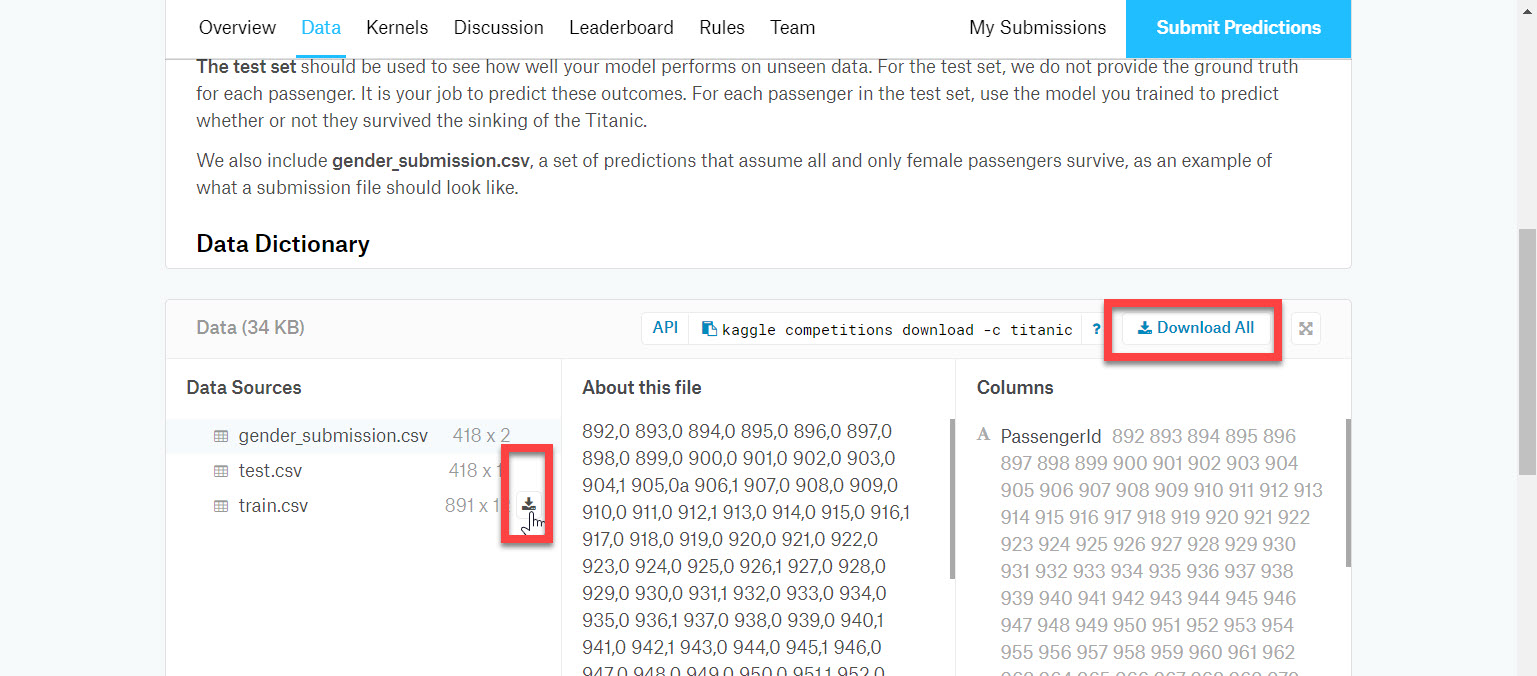 Overview Data Kernels Discussion Leaderboard Rules Team My Submissions Submit Predictions
The test set should be used to see how well your model performs on unseen data. For the test set, we do not provide the ground truth
for each passenger. It is your job to predict these outcomes. For each passenger in the test set, use the model you trained to predict
whether or not they survived the sinking of the Titanic.
We also include gender_submission.csv, a set of predictions that assume all and only female passengers survive, as an example of
what a submission file should look like.
Data Dictionary
Data (34 KB)
API kaggle competitions download -c titanic ? Download All
Data Sources
gender_submission.csv 418 x 2
test.csv 418 x
train.csv 891 x
About this file
892,0 893,0 894,0 895,0 896,0 897,0
898,0 899,0 900,0 901,0 902,0 903,0
904,1 905,0a 906,1 907,0 908,0 909,0
910,0 911,0 912,1 913,0 914,0 915,0 916,1
917,0 918,0 919,0 920,0 921,0 922,0
923,0 924,0 925,0 926,1 927,0 928,0
929,0 930,0 931,1 932,0 933,0 934,0
935,0 936,1 937,0 938,0 939,0 940,1
941,0 942,1 943,0 944,0 945,1 946,0
947,0 948,0 949,0 950,0 951,1 952,0
Columns
A PassengerId 892 893 894 895 896
897 898 899 900 901 902 903 904
905 906 907 908 909 910 911 912 913
914 915 916 917 918 919 920 921 922
923 924 925 926 927 928 929 930
931 932 933 934 935 936 937 938
939 940 941 942 943 944 945 946
947 948 949 950 951 952 953 954
955 956 957 958 959 960 961 962